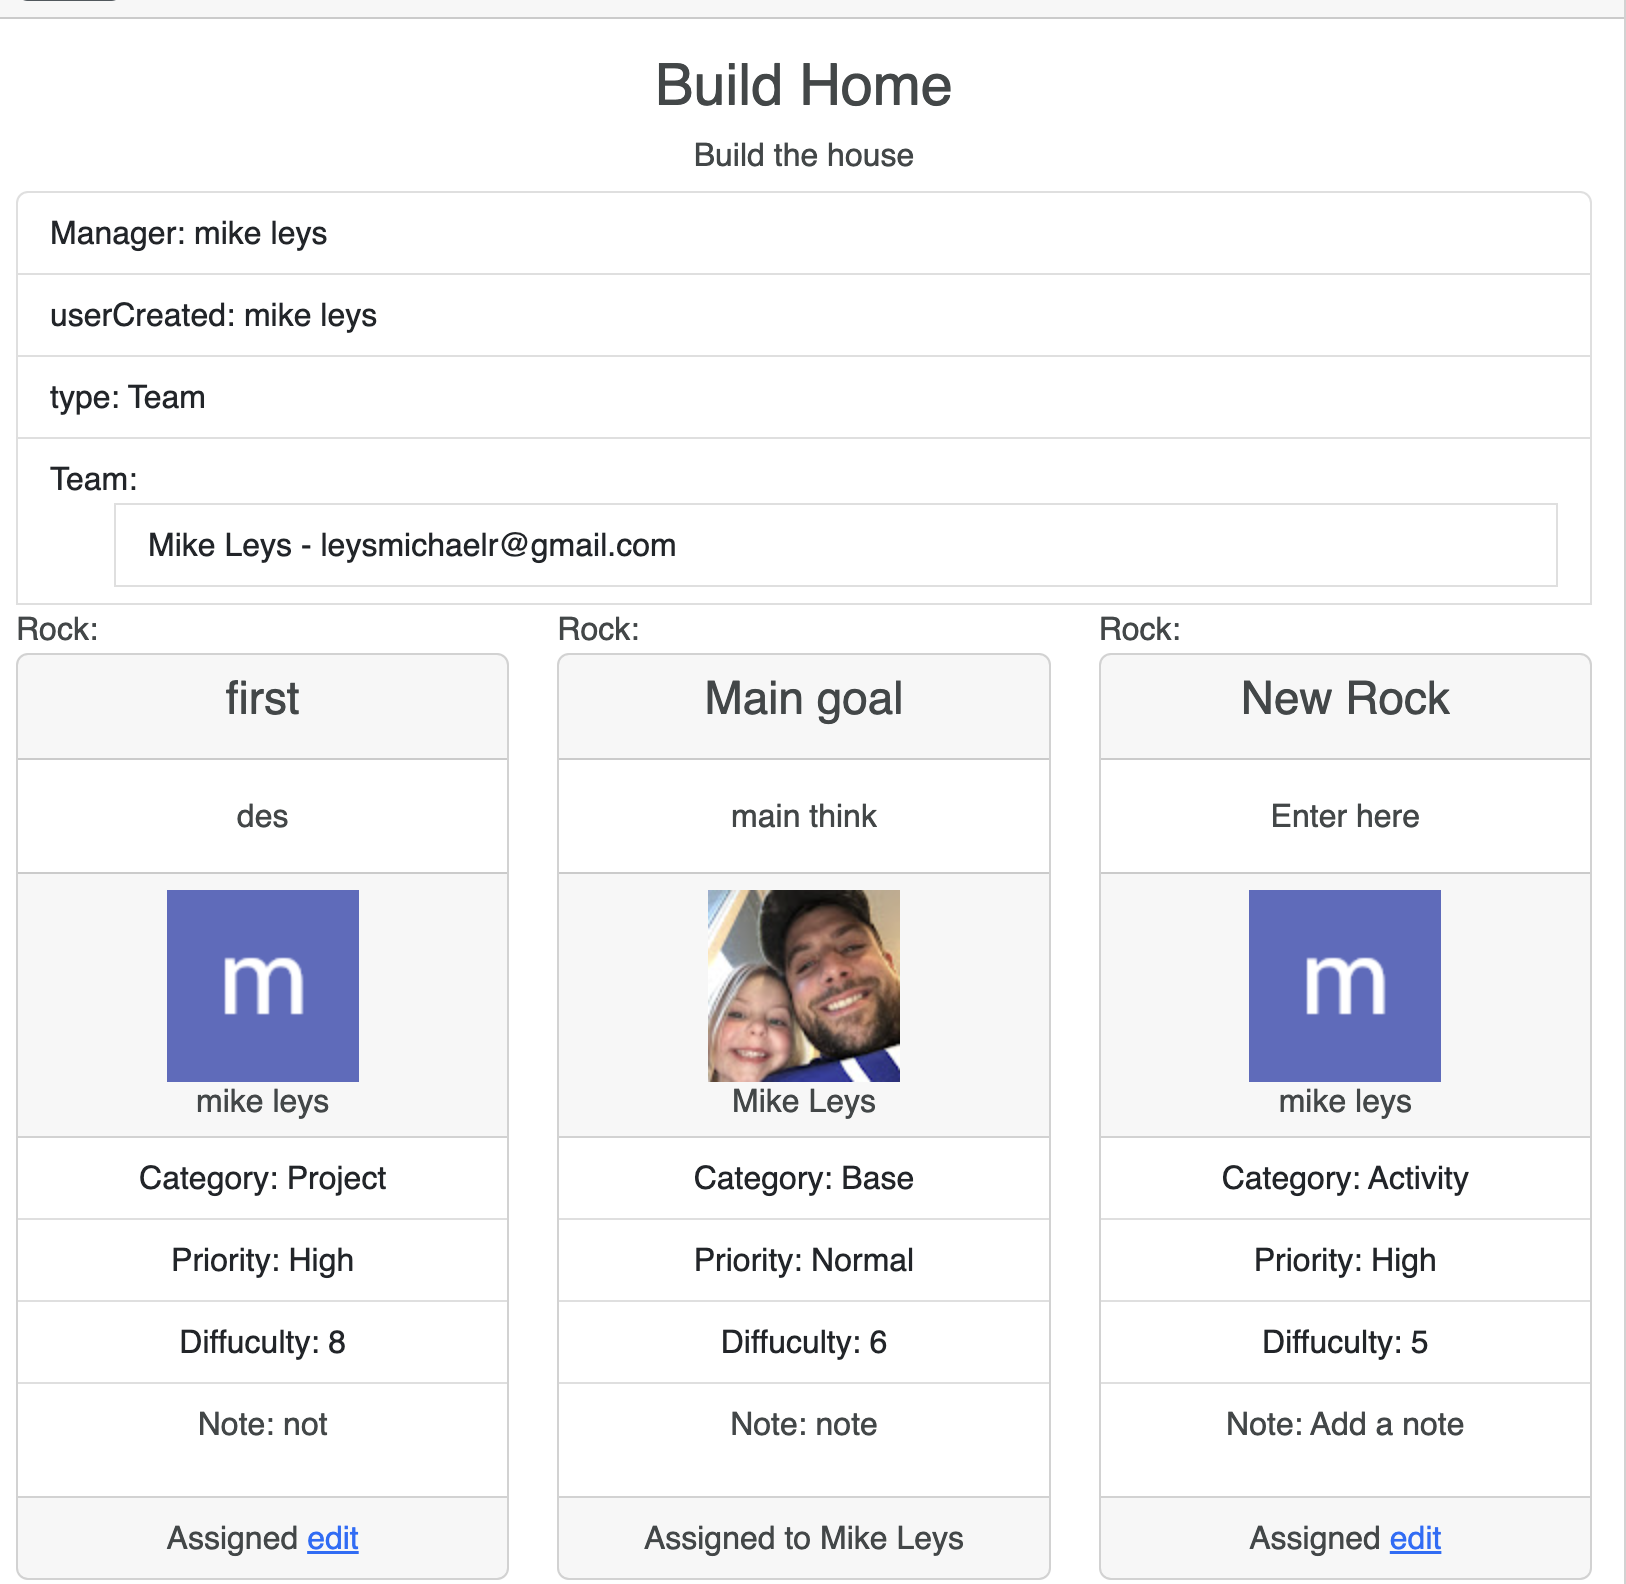 Build Home
Build the house
Manager: mike leys
userCreated: mike leys
type: Team
Team:
Mike Leys - leysmichaelr@gmail.com
Rock:
first
des
m
mike leys
Category: Project
Priority: High
Diffuculty: 8
Note: not
Assigned edit
Rock:
Main goal
main think
Mike Leys
Category: Base
Priority: Normal
Diffuculty: 6
Note: note
Assigned to Mike Leys
Rock:
New Rock
Enter here
m
mike leys
Category: Activity
Priority: High
Diffuculty: 5
Note: Add a note
Assigned edit